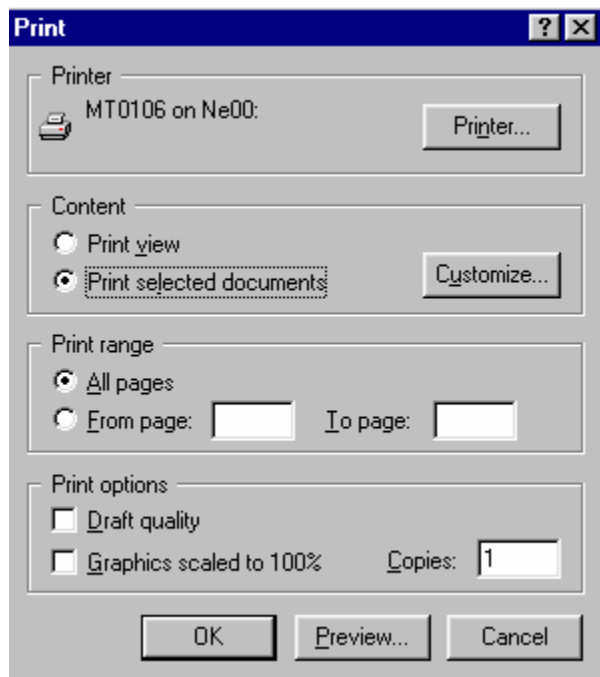 Print
Printer
MT0106 on Ne00:
Printer...
Content
Print view
Print selected documents
Customize...
Print range
All pages
From page: To page:
Print options
Draft quality
Graphics scaled to 100% Copies: 1
OK Preview... Cancel